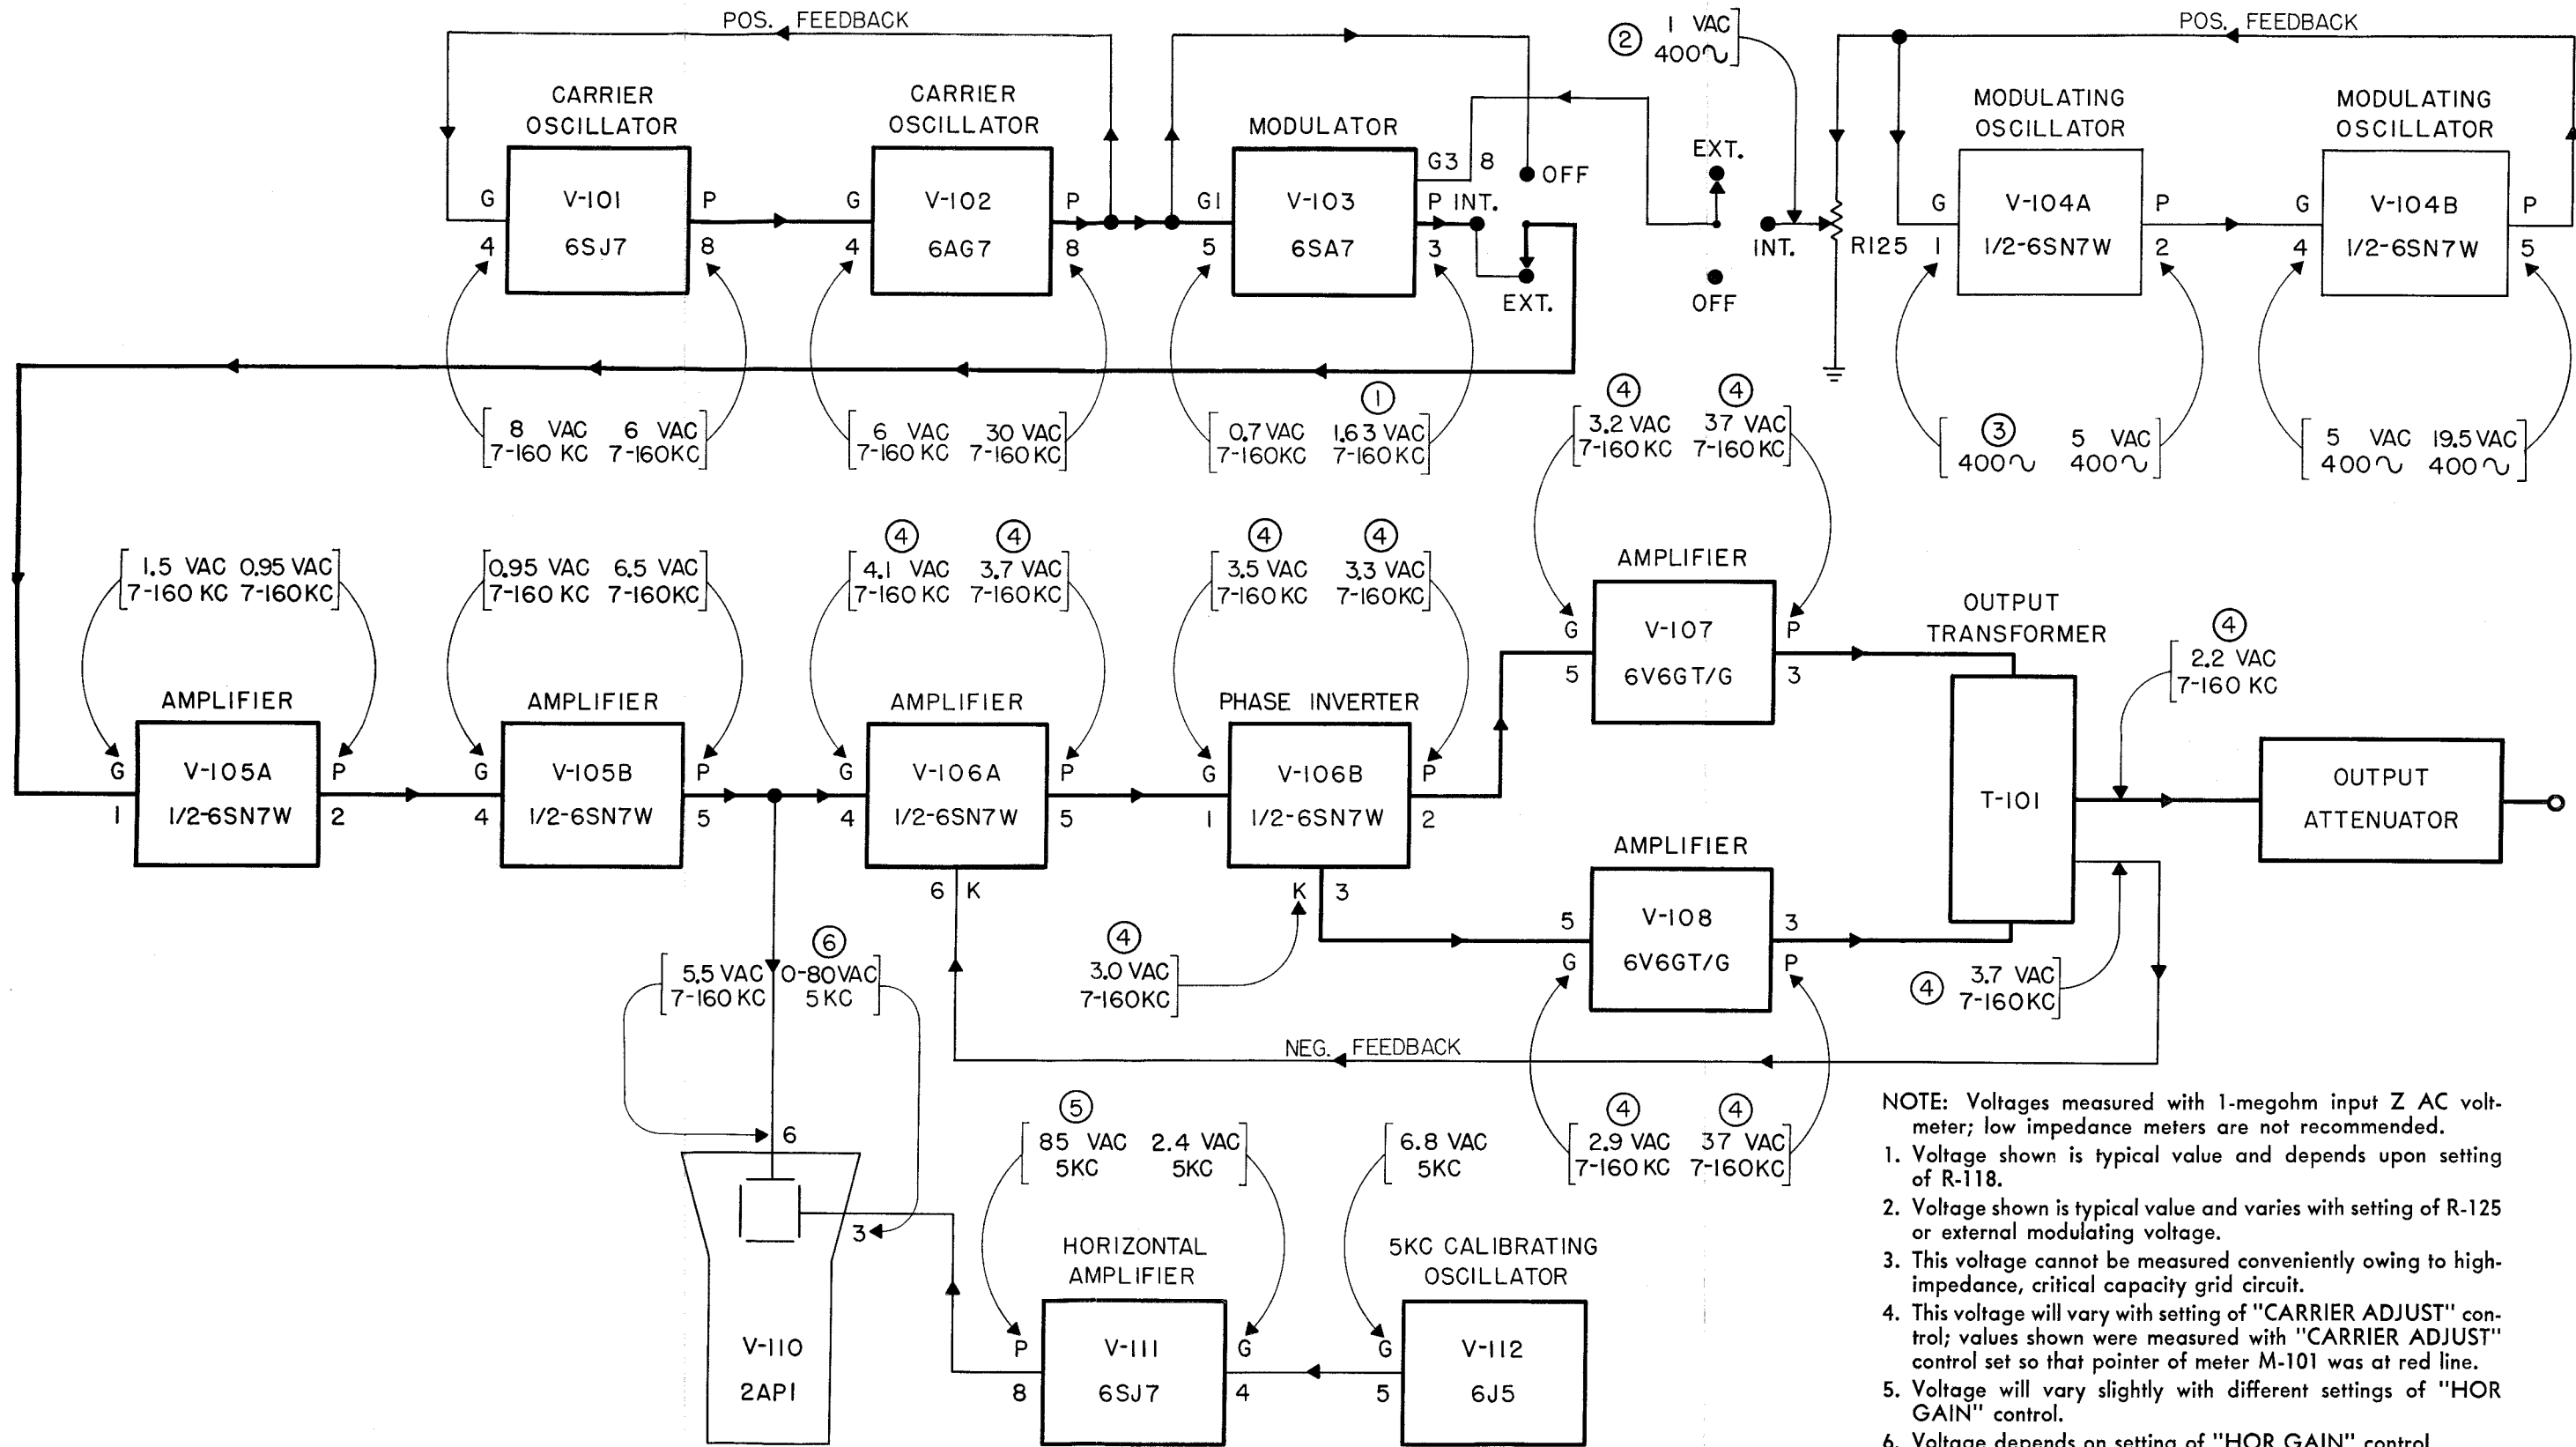 POS. FEEDBACK
CARRIER
OSCILLATOR
G V-101 P
4 6SJ7 8
CARRIER
OSCILLATOR
G V-102 P
4 6AG7 8
MODULATOR
G3 8
G1 V-103 P INT.
5 6SA7 3
OFF
EXT.
② 1 VAC
400∿
EXT.
INT.
OFF
R125
POS. FEEDBACK
MODULATING
OSCILLATOR
G V-104A P
1 1/2-6SN7W 2
MODULATING
OSCILLATOR
G V-104B P
4 1/2-6SN7W 5
8 VAC 6 VAC
7-160 KC 7-160KC
6 VAC 30 VAC
7-160 KC 7-160KC
①
0.7 VAC 1.63 VAC
7-160KC 7-160KC
④ ④
3.2 VAC 37 VAC
7-160 KC 7-160KC
③ 5 VAC
400∿ 400∿
5 VAC 19.5 VAC
400∿ 400∿
1.5 VAC 0.95 VAC
7-160 KC 7-160KC
AMPLIFIER
G V-105A P
1 1/2-6SN7W 2
0.95 VAC 6.5 VAC
7-160 KC 7-160KC
AMPLIFIER
G V-105B P
4 1/2-6SN7W 5
④ ④
4.1 VAC 3.7 VAC
7-160 KC 7-160KC
AMPLIFIER
G V-106A P
4 1/2-6SN7W 5
6 K
④ ④
3.5 VAC 3.3 VAC
7-160KC 7-160KC
PHASE INVERTER
G V-106B P
1 1/2-6SN7W 2
K 3
④
3.0 VAC
7-160KC
AMPLIFIER
G V-107 P
5 6V6GT/G 3
AMPLIFIER
5 V-108 3
G 6V6GT/G P
OUTPUT
TRANSFORMER
T-101
④
2.2 VAC
7-160 KC
OUTPUT
ATTENUATOR
④ 3.7 VAC
7-160KC
NEG. FEEDBACK
④ ④
2.9 VAC 37 VAC
7-160 KC 7-160KC
⑥
5.5 VAC 0-80VAC
7-160 KC 5KC
6
3
V-110
2AP1
⑤
85 VAC 2.4 VAC
5KC 5KC
HORIZONTAL
AMPLIFIER
P V-111 G
8 6SJ7 4
6.8 VAC
5KC
5KC CALIBRATING
OSCILLATOR
G V-112
5 6J5
NOTE: Voltages measured with 1-megohm input Z AC volt-
meter; low impedance meters are not recommended.
1. Voltage shown is typical value and depends upon setting
of R-118.
2. Voltage shown is typical value and varies with setting of R-125
or external modulating voltage.
3. This voltage cannot be measured conveniently owing to high-
impedance, critical capacity grid circuit.
4. This voltage will vary with setting of "CARRIER ADJUST" con-
trol; values shown were measured with "CARRIER ADJUST"
control set so that pointer of meter M-101 was at red line.
5. Voltage will vary slightly with different settings of "HOR
GAIN" control.
6. Voltage depends on setting of "HOR GAIN" control.